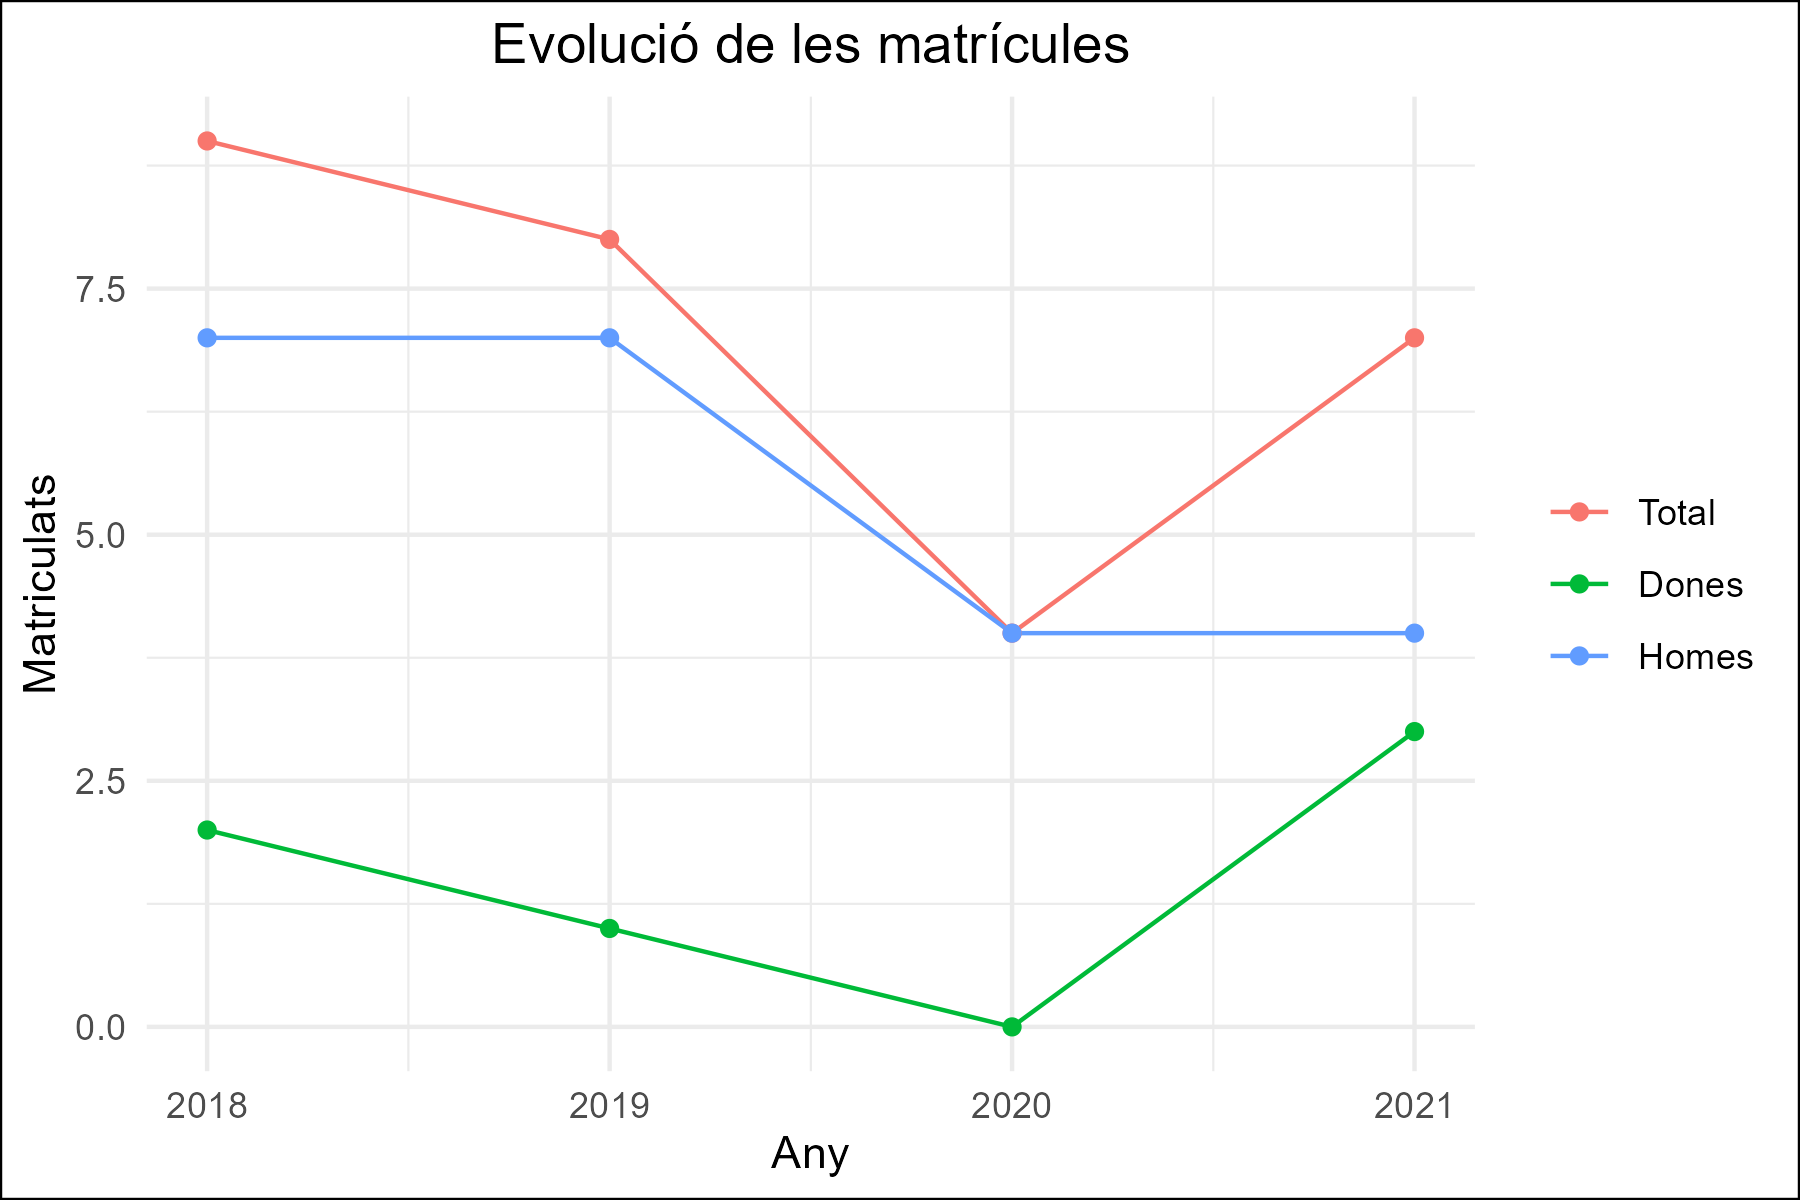 Evolució de les matrícules
Matriculats
7.5
5.0
2.5
0.0
2018
2019
2020
2021
Any
Total
Dones
Homes